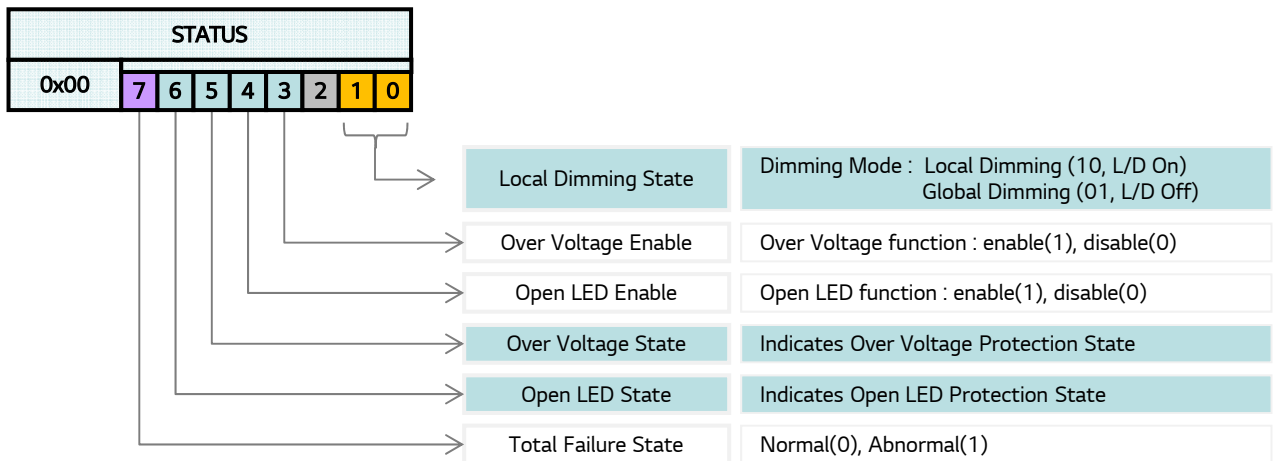 STATUS
0x00 7 6 5 4 3 2 1 0
Local Dimming State
Dimming Mode : Local Dimming (10, L/D On)
Global Dimming (01, L/D Off)
Over Voltage Enable
Over Voltage function : enable(1), disable(0)
Open LED Enable
Open LED function : enable(1), disable(0)
Over Voltage State
Indicates Over Voltage Protection State
Open LED State
Indicates Open LED Protection State
Total Failure State
Normal(0), Abnormal(1)